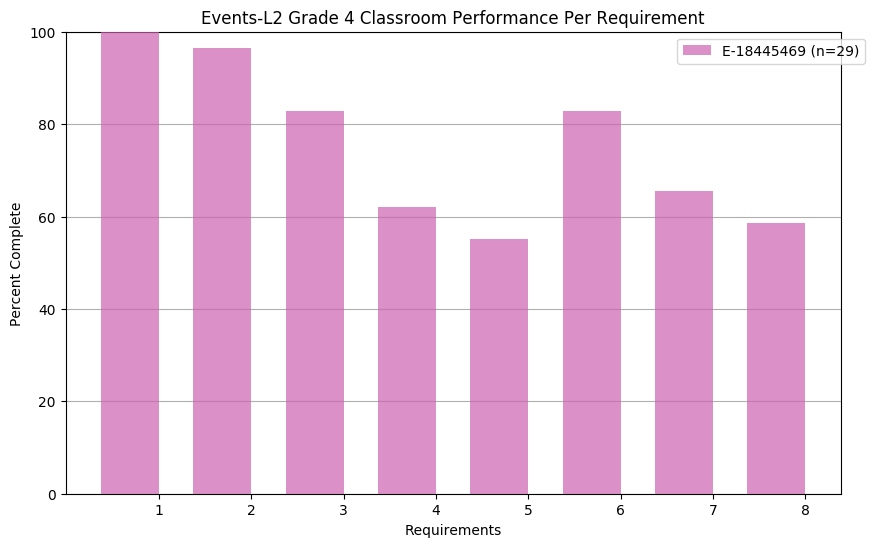 Events-L2 Grade 4 Classroom Performance Per Requirement
E-18445469 (n=29)
100
80
60
40
20
0
Percent Complete
1 2 3 4 5 6 7 8
Requirements